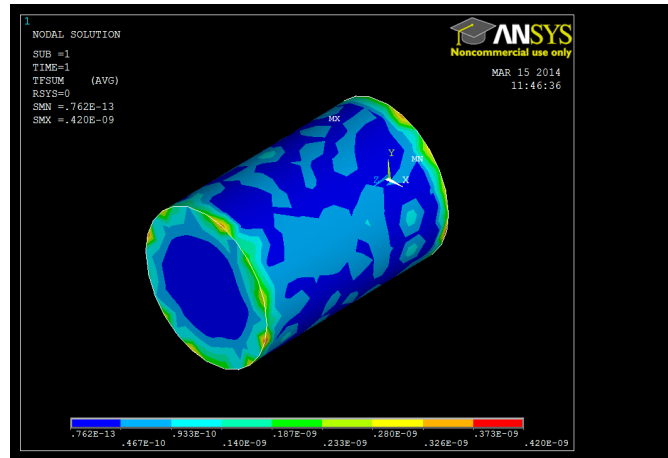 1
NODAL SOLUTION
SUB =1
TIME=1
TFSUM (AVG)
RSYS=0
SMN =.762E-13
SMX =.420E-09
ANSYS
Noncommercial use only
MAR 15 2014
11:46:36
MX
MN
Y
Z X
.762E-13 .933E-10 .187E-09 .280E-09 .373E-09
.467E-10 .140E-09 .233E-09 .326E-09 .420E-09